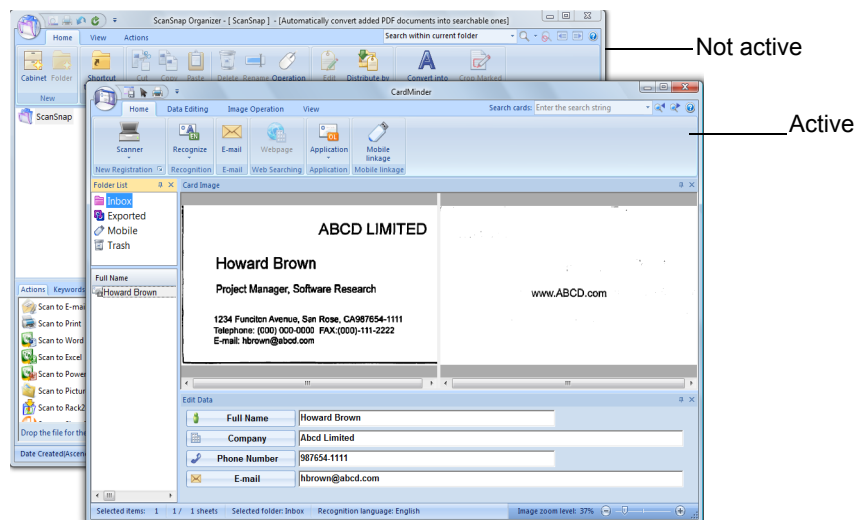 ScanSnap Organizer - [ ScanSnap ] - [Automatically convert added PDF documents into searchable ones]
Home View Actions Search within current folder
Cabinet Folder Shortcut Cut Copy Paste Delete Rename Operation Edit Distribute by Convert into Crop Marked
New
ScanSnap
Not active
CardMinder
Home Data Editing Image Operation View Search cards: Enter the search string
Active
Scanner Recognize E-mail Webpage Application Mobile linkage
New Registration Recognition E-mail Web Searching Application Mobile linkage
Folder List Card Image
Inbox
Exported
Mobile
Trash
Full Name
Howard Brown
ABCD LIMITED
Howard Brown
Project Manager, Software Research
1234 Funciton Avenue, San Rose, CA987654-1111
Telephone: (000) 000-0000 FAX:(000)-111-2222
E-mail: hbrown@abcd.com
www.ABCD.com
Actions Keywords
Scan to E-mai
Scan to Print
Scan to Word
Scan to Excel
Scan to Power
Scan to Pictur
Scan to Rack2
Drop the file for the
Date Created(Ascen
Edit Data
Full Name Howard Brown
Company Abcd Limited
Phone Number 987654-1111
E-mail hbrown@abcd.com
Selected items: 1 1 / 1 sheets Selected folder: Inbox Recognition language: English Image zoom level: 37%